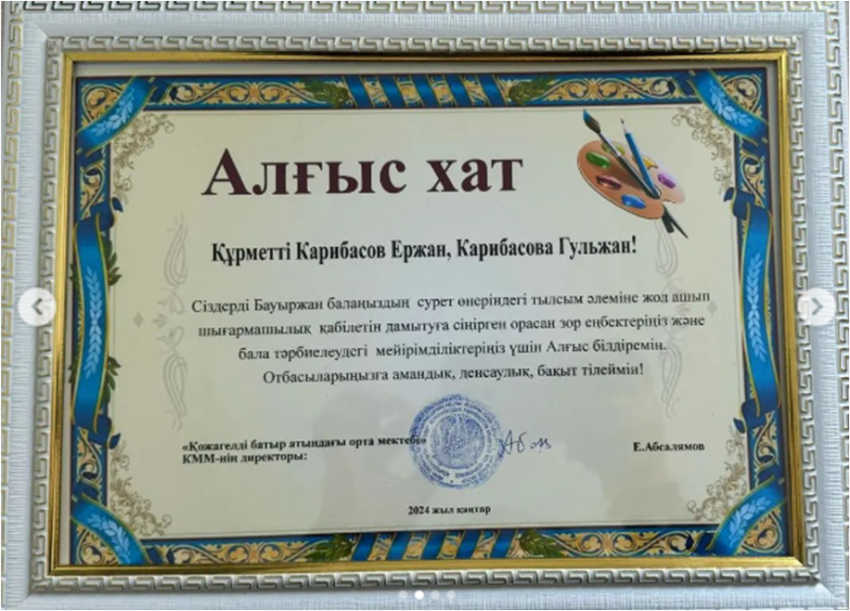 Алғыс хат
Құрметті Карибасов Ержан, Карибасова Гульжан!
Сіздерді Бауыржан балаңыздың сурет өнеріндегі тылсым әлеміне жол ашып
шығармашылық қабілетін дамытуға сіңірген орасан зор еңбектеріңіз және
бала тәрбиелеудегі мейірімділіктеріңіз үшін Алғыс білдіремін.
Отбасыларыңызға амандық, денсаулық, бақыт тілеймін!
«Қожагелді батыр атындағы орта мектебі»
КММ-нін директоры:
Е.Абсалямов
2024 жыл қаңтар